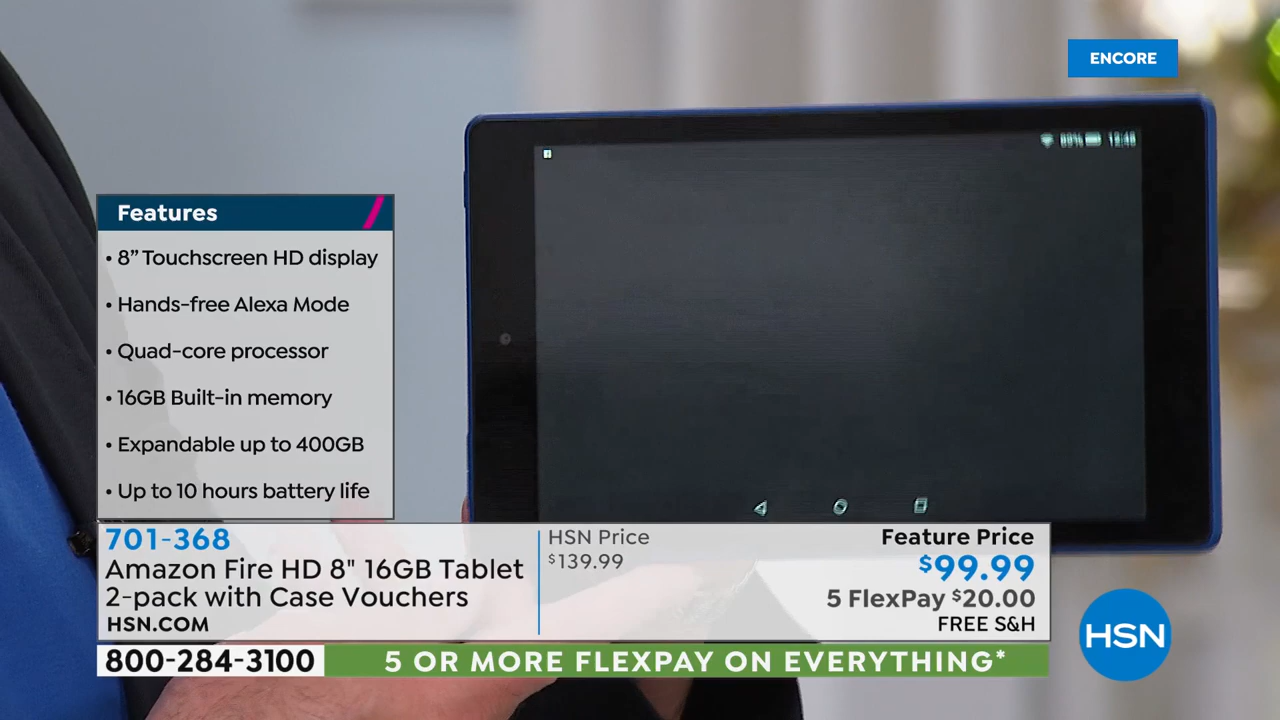 ENCORE
Features
• 8” Touchscreen HD display
• Hands-free Alexa Mode
• Quad-core processor
• 16GB Built-in memory
• Expandable up to 400GB
• Up to 10 hours battery life
701-368
Amazon Fire HD 8" 16GB Tablet
2-pack with Case Vouchers
HSN.COM
HSN Price
$139.99
Feature Price
$99.99
5 FlexPay $20.00
FREE S&H
HSN
800-284-3100
5 OR MORE FLEXPAY ON EVERYTHING*